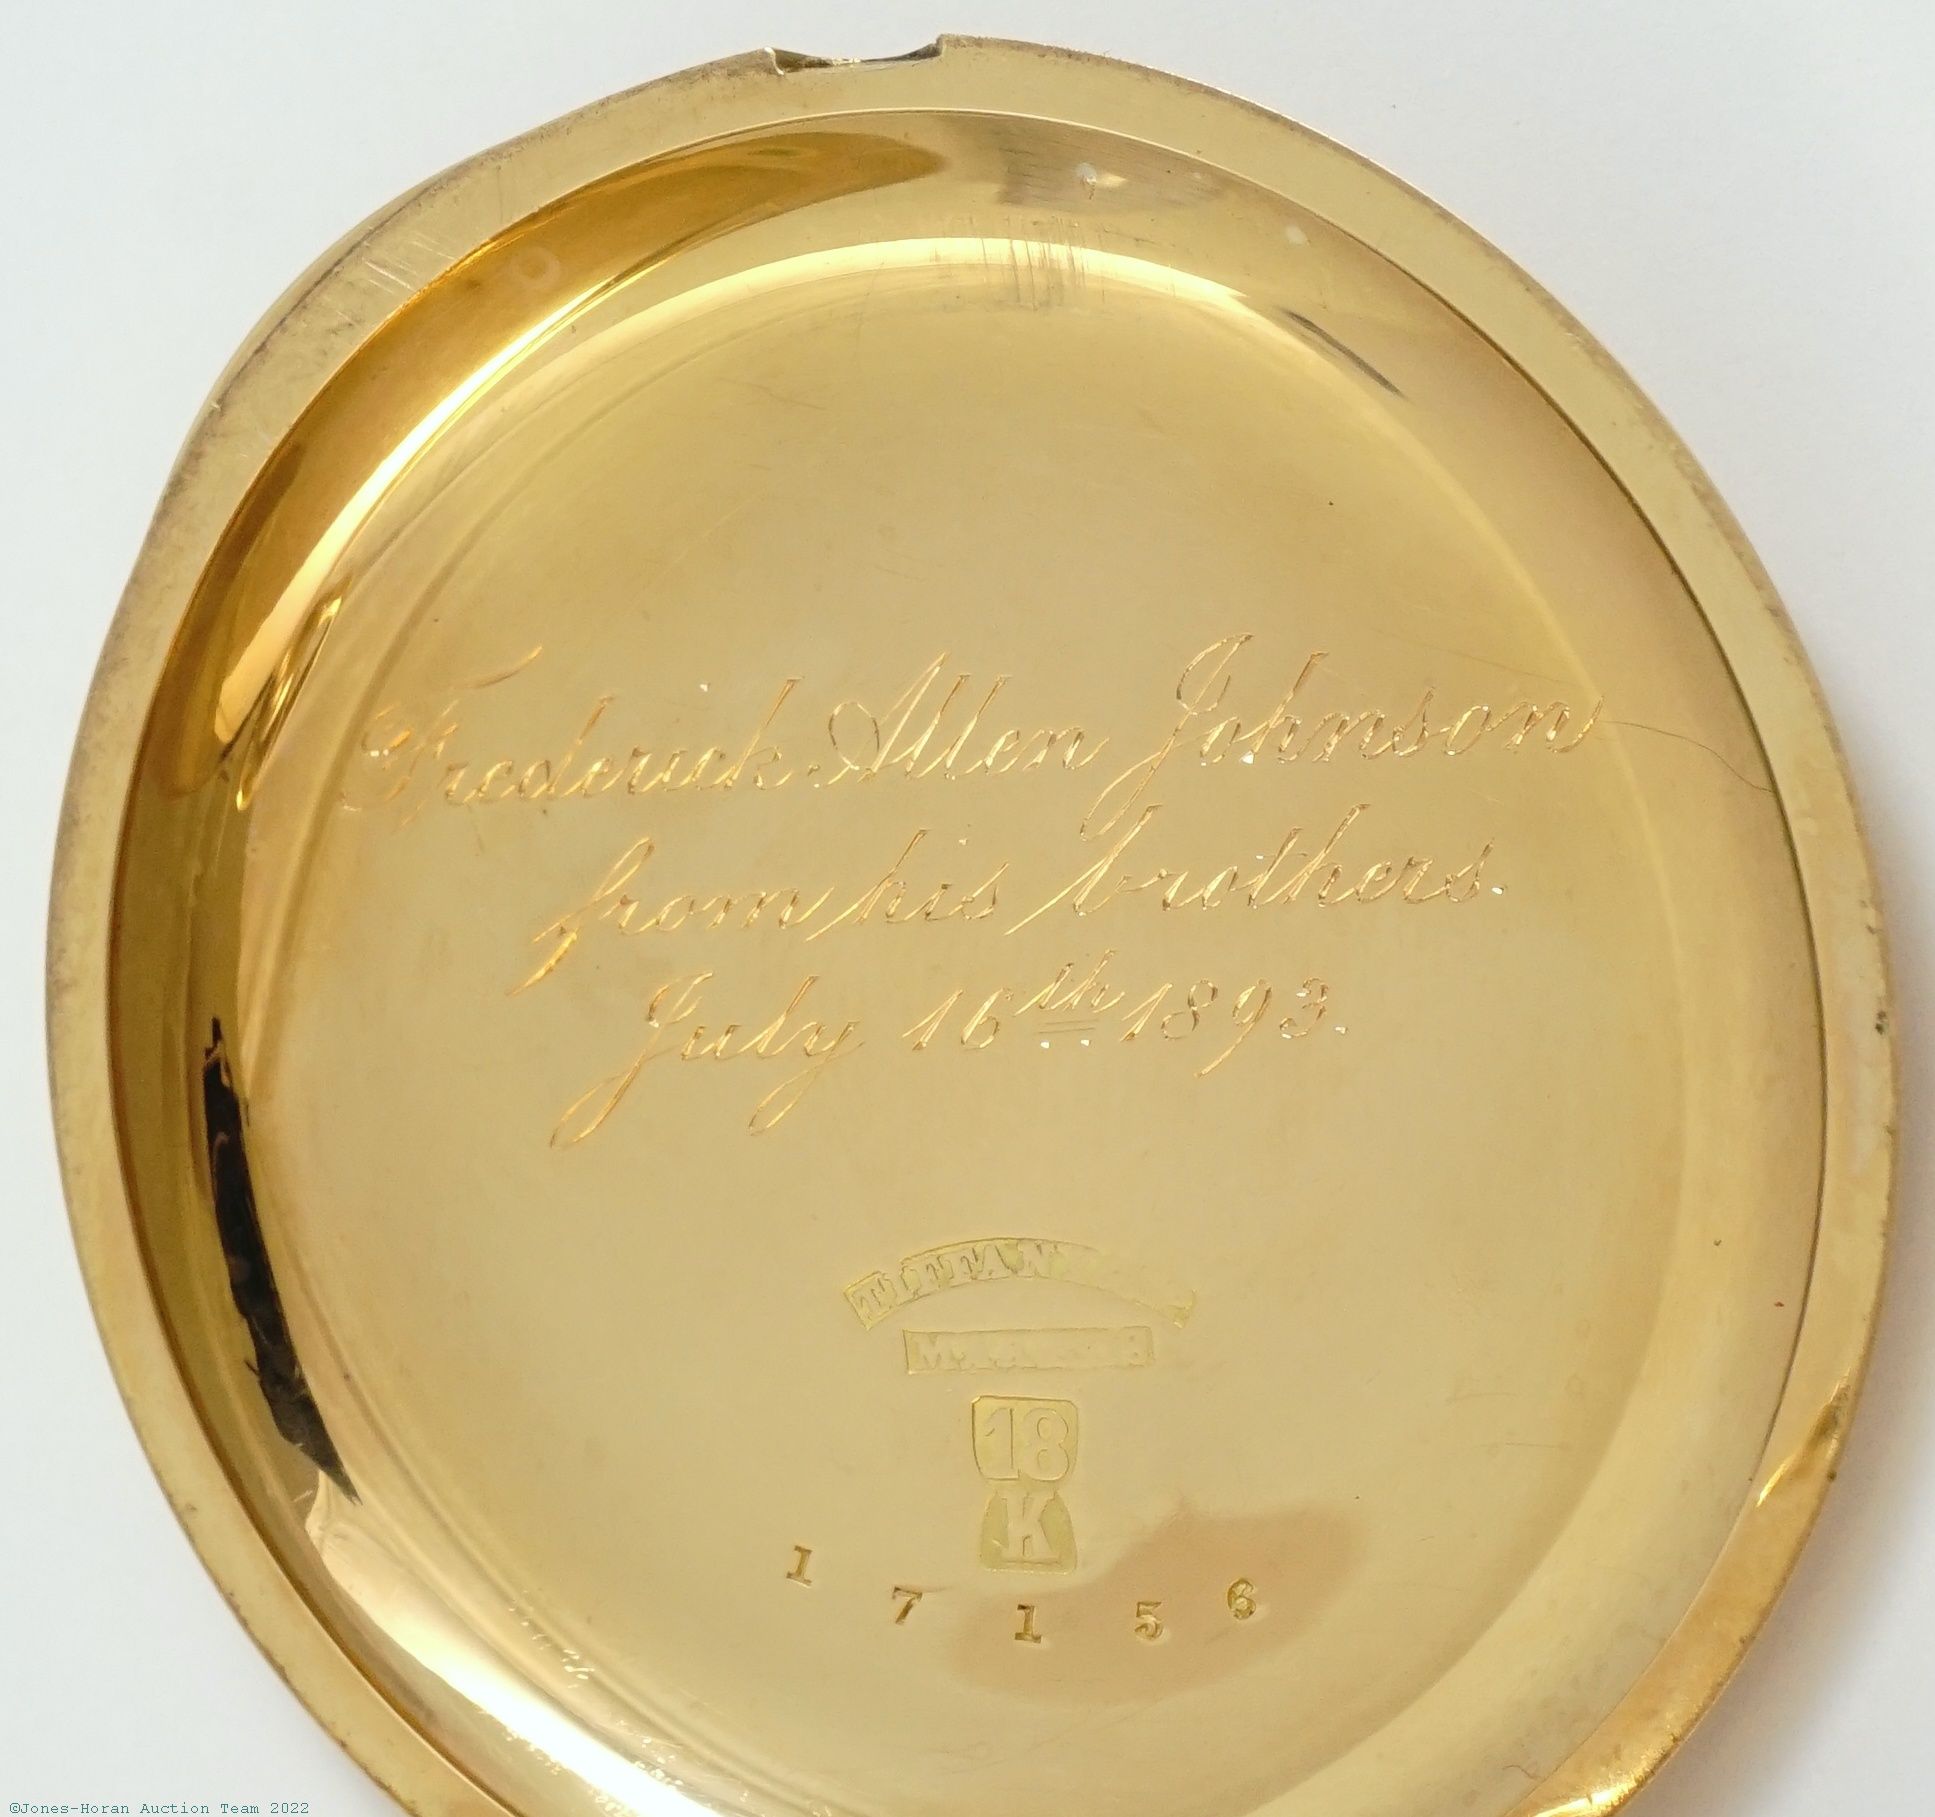 Frederick Allen Johnson
from his brothers.
July 16th 1893.
18
K
17156
©Jones-Horan Auction Team 2022